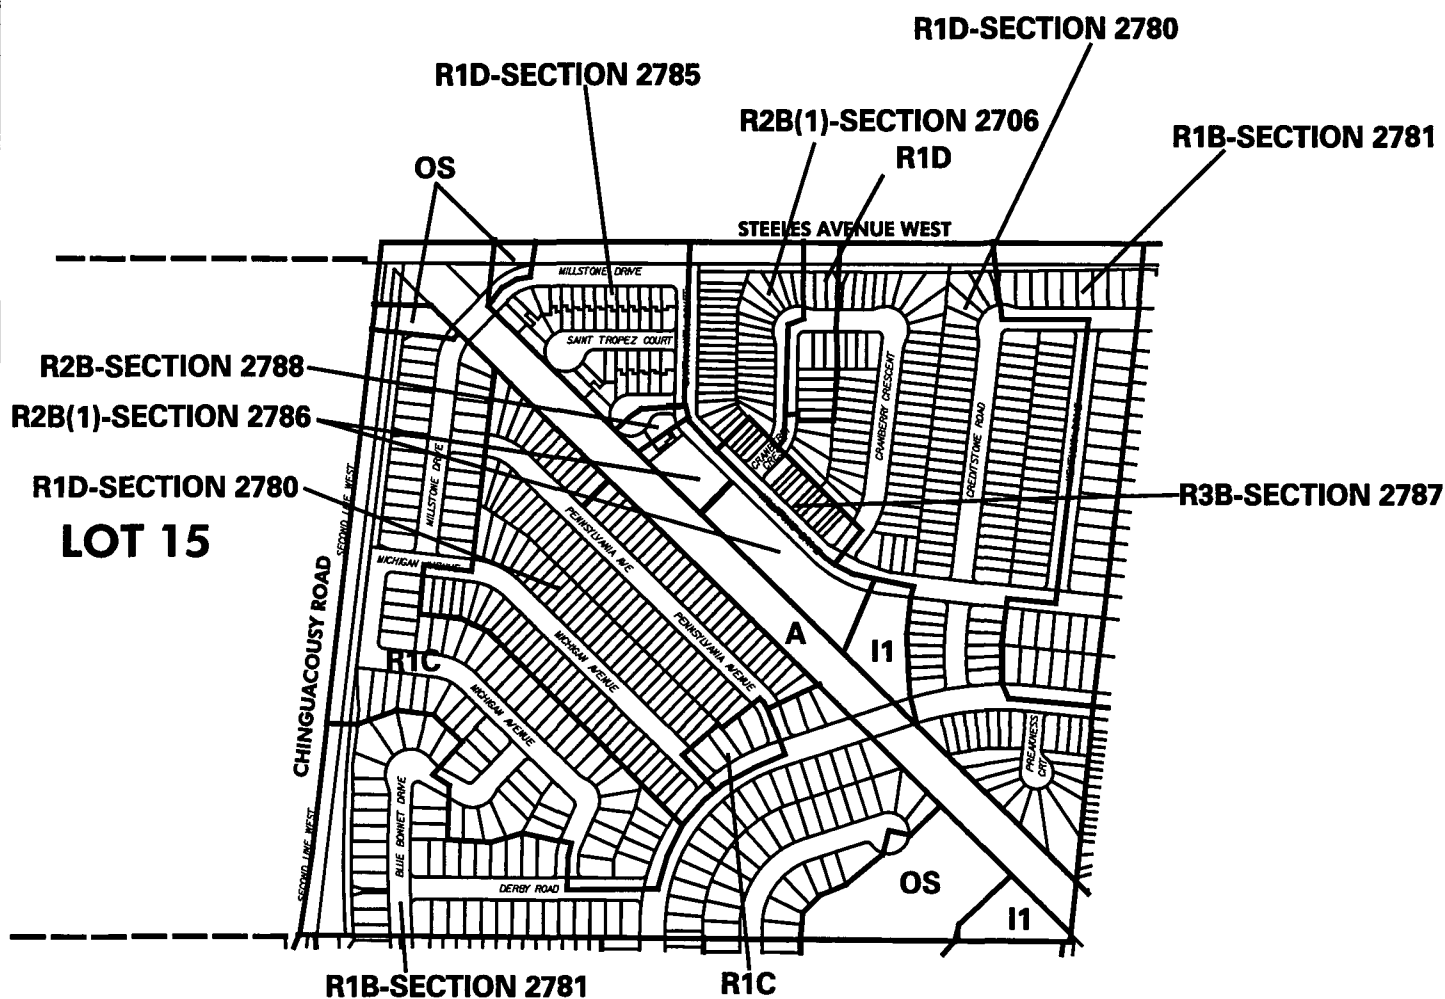 R1D-SECTION 2780
R1D-SECTION 2785
R2B(1)-SECTION 2706
R1B-SECTION 2781
R1D
OS
STEELES AVENUE WEST
MILLSTONE DRIVE
SAINT TROPEZ COURT
R2B-SECTION 2788
R2B(1)-SECTION 2786
CRANBERRY CRESCENT
CREDITSTONE ROAD
MILLSTONE DRIVE
R1D-SECTION 2780
R3B-SECTION 2787
LOT 15
SECOND LINE WEST
PENNSYLVANIA AVE
MICHIGAN AVENUE
CHINGUACOUSY ROAD
A
I1
R1C
MICHIGAN AVENUE
PENNSYLVANIA AVENUE
MICHIGAN AVENUE
PREAKNESS
CRT
BLUE BONNET DRIVE
SECOND LINE WEST
DERBY ROAD
OS
I1
R1B-SECTION 2781
R1C